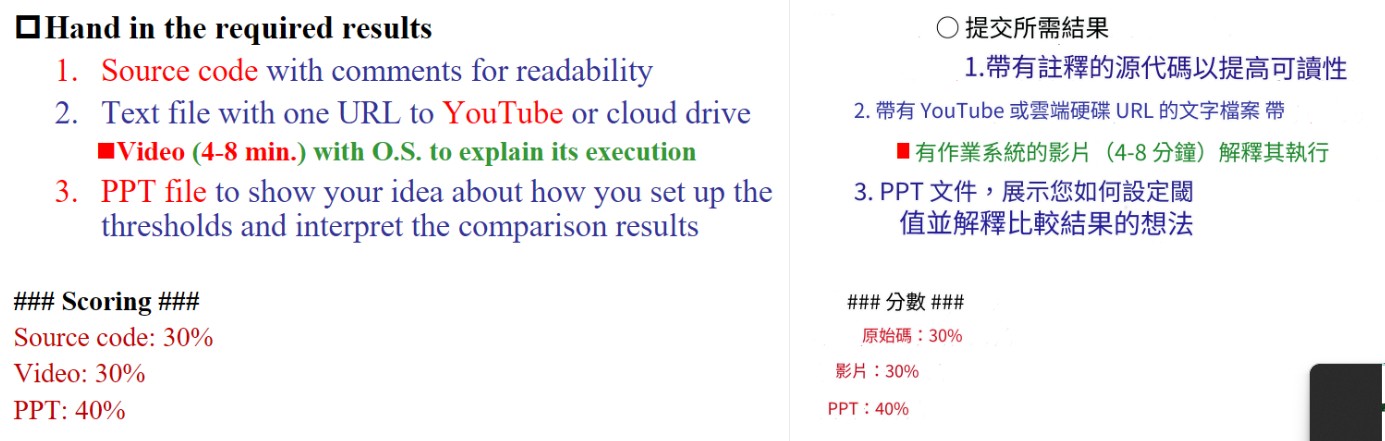 Hand in the required results
1. Source code with comments for readability
2. Text file with one URL to YouTube or cloud drive
Video (4-8 min.) with O.S. to explain its execution
3. PPT file to show your idea about how you set up the
thresholds and interpret the comparison results
### Scoring ###
Source code: 30%
Video: 30%
PPT: 40%
提交所需結果
1.帶有註釋的源代碼以提高可讀性
2. 帶有 YouTube 或雲端硬碟 URL 的文字檔案 帶
有作業系統的影片（4-8 分鐘）解釋其執行
3. PPT 文件，展示您如何設定閾
值並解釋比較結果的想法
### 分數 ###
原始碼：30%
影片：30%
PPT：40%